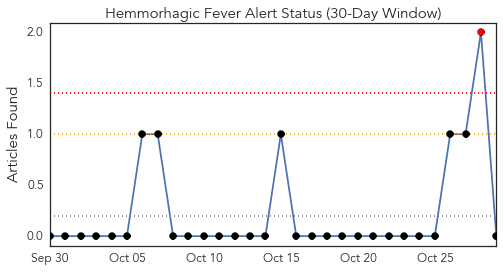 Hemmorhagic Fever Alert Status (30-Day Window)
2.0
1.5
1.0
0.5
0.0
Articles Found
Sep 30 Oct 05 Oct 10 Oct 15 Oct 20 Oct 25